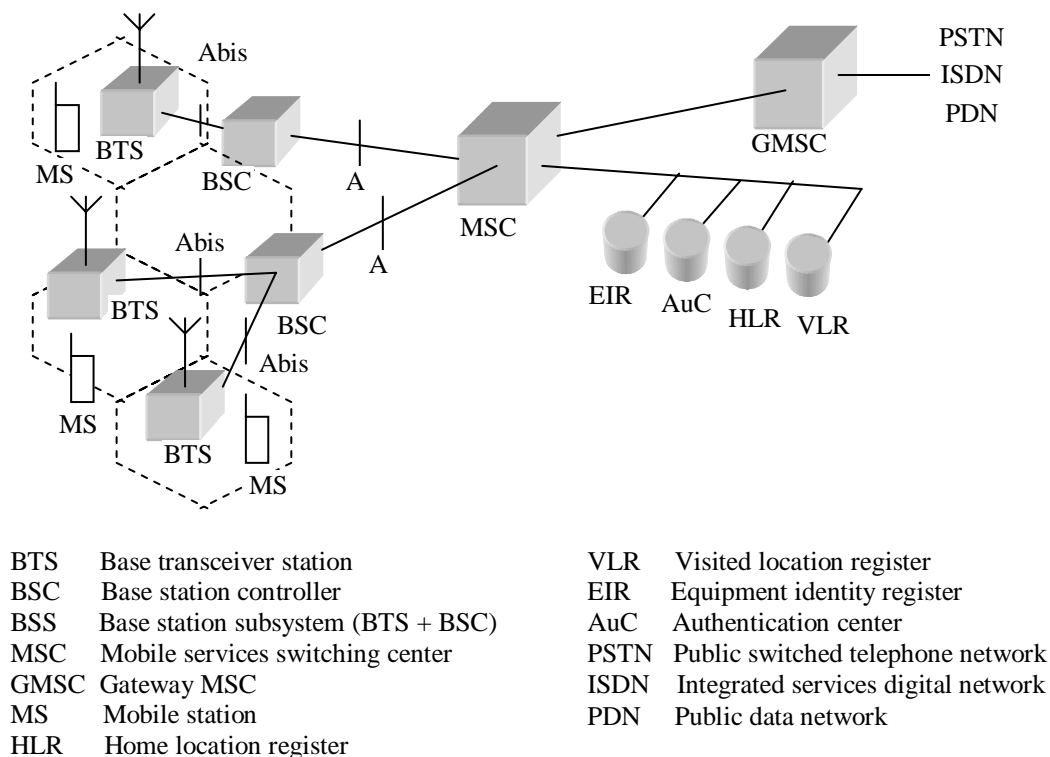 Abis
PSTN
ISDN
PDN
BTS
GMSC
MS
BSC
A
MSC
Abis
A
EIR
AuC
HLR
VLR
BTS
BSC
Abis
MS
BTS
MS
BTS Base transceiver station
BSC Base station controller
BSS Base station subsystem (BTS + BSC)
MSC Mobile services switching center
GMSC Gateway MSC
MS Mobile station
HLR Home location register
VLR Visited location register
EIR Equipment identity register
AuC Authentication center
PSTN Public switched telephone network
ISDN Integrated services digital network
PDN Public data network